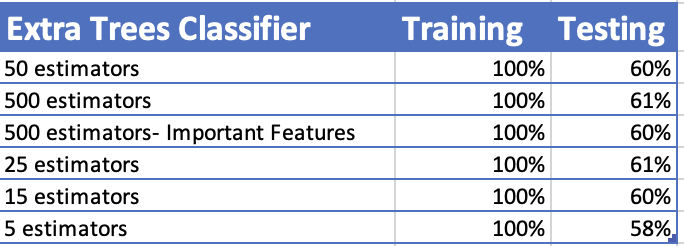 Extra Trees Classifier Training Testing
50 estimators 100% 60%
500 estimators 100% 61%
500 estimators- Important Features 100% 60%
25 estimators 100% 61%
15 estimators 100% 60%
5 estimators 100% 58%